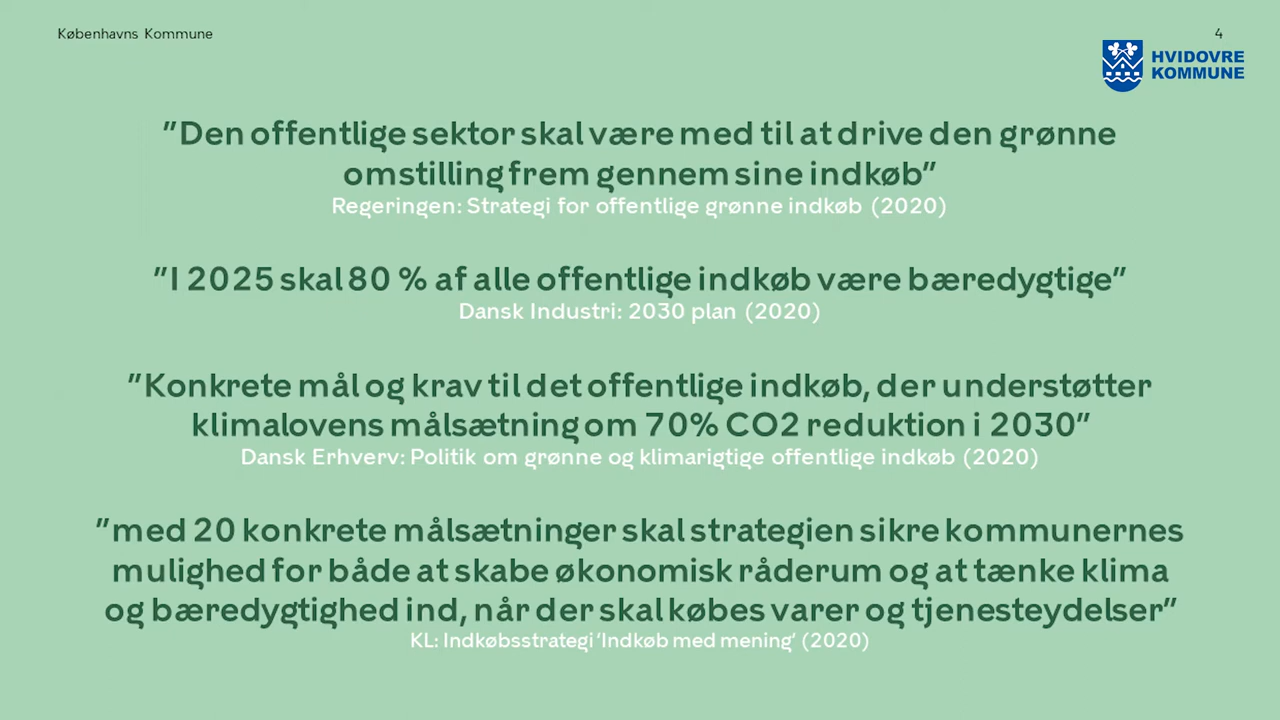 Københavns Kommune
4
HVIDOVRE
KOMMUNE
”Den offentlige sektor skal være med til at drive den grønne
omstilling frem gennem sine indkøb”
Regeringen: Strategi for offentlige grønne indkøb (2020)
”I 2025 skal 80 % af alle offentlige indkøb være bæredygtige”
Dansk Industri: 2030 plan (2020)
”Konkrete mål og krav til det offentlige indkøb, der understøtter
klimalovens målsætning om 70% CO2 reduktion i 2030”
Dansk Erhverv: Politik om grønne og klimarigtige offentlige indkøb (2020)
”med 20 konkrete målsætninger skal strategien sikre kommunernes
mulighed for både at skabe økonomisk råderum og at tænke klima
og bæredygtighed ind, når der skal købes varer og tjenesteydelser”
KL: Indkøbsstrategi ’Indkøb med mening’ (2020)